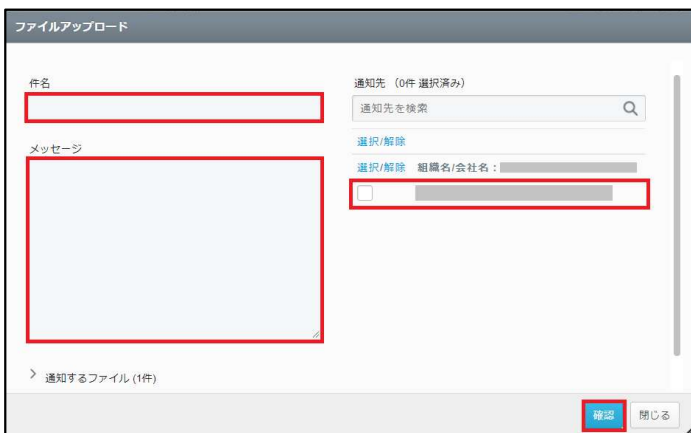 ファイルアップロード
件名
メッセージ
通知するファイル (1件)
通知先 （0件 選択済み）
通知先を検索
選択/解除
選択/解除 組織名/会社名：
確認 閉じる